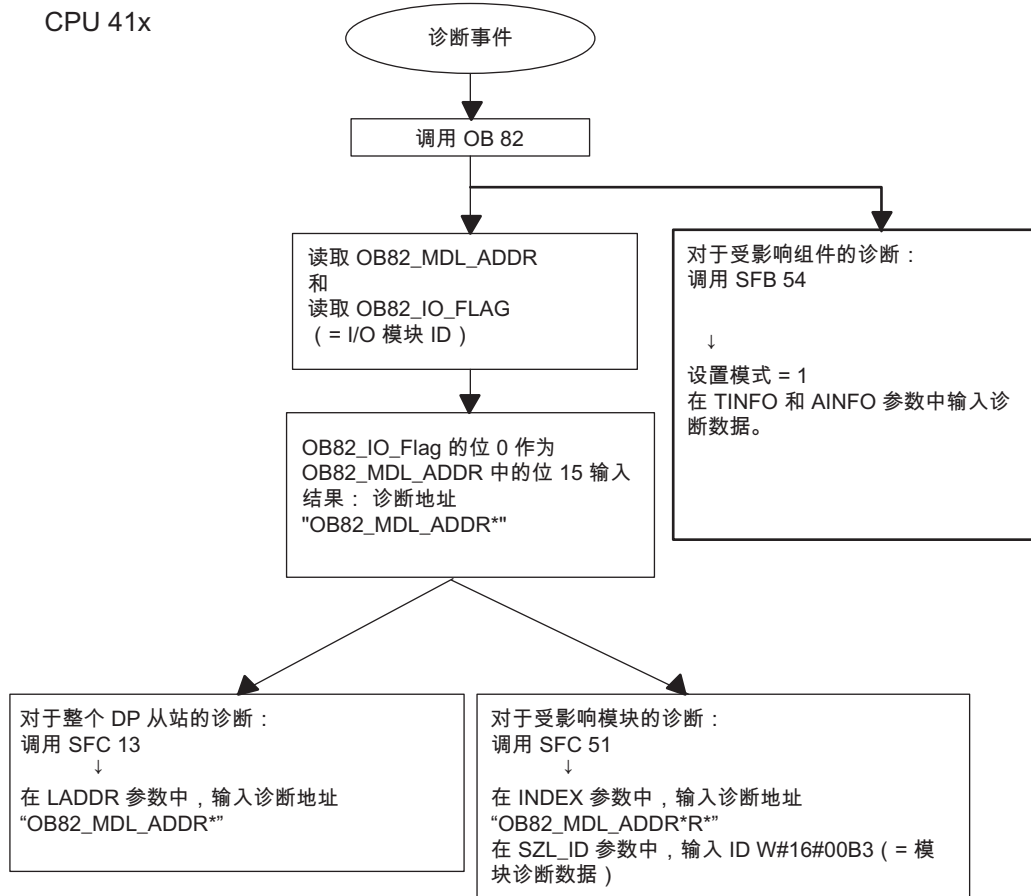 CPU 41x
诊断事件
调用 OB 82
读取 OB82_MDL_ADDR
和
读取 OB82_IO_FLAG
（= I/O 模块 ID）
对于受影响组件的诊断：
调用 SFB 54
↓
设置模式 = 1
在 TINFO 和 AINFO 参数中输入诊
断数据。
OB82_IO_Flag 的位 0 作为
OB82_MDL_ADDR 中的位 15 输入
结果： 诊断地址
"OB82_MDL_ADDR*"
对于整个 DP 从站的诊断：
调用 SFC 13
↓
在 LADDR 参数中，输入诊断地址
“OB82_MDL_ADDR*”
对于受影响模块的诊断：
调用 SFC 51
↓
在 INDEX 参数中，输入诊断地址
“OB82_MDL_ADDR*R*”
在 SZL_ID 参数中，输入 ID W#16#00B3（= 模
块诊断数据）